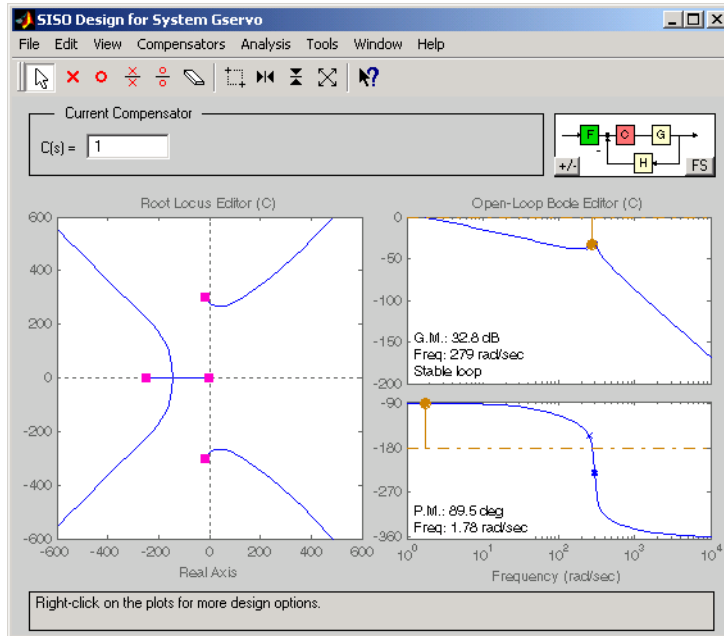 SISO Design for System Gservo
File Edit View Compensators Analysis Tools Window Help
Current Compensator
C(s) = 1
F C G
H
+/- FS
Root Locus Editor (C)
600
400
200
0
-200
-400
-600
-600 -400 -200 0 200 400 600
Real Axis
Open-Loop Bode Editor (C)
0
-50
-100
-150
-200
G.M.: 32.8 dB
Freq: 279 rad/sec
Stable loop
-90
-180
-270
-360
P.M.: 89.5 deg
Freq: 1.78 rad/sec
10^0 10^1 10^2 10^3 10^4
Frequency (rad/sec)
Right-click on the plots for more design options.